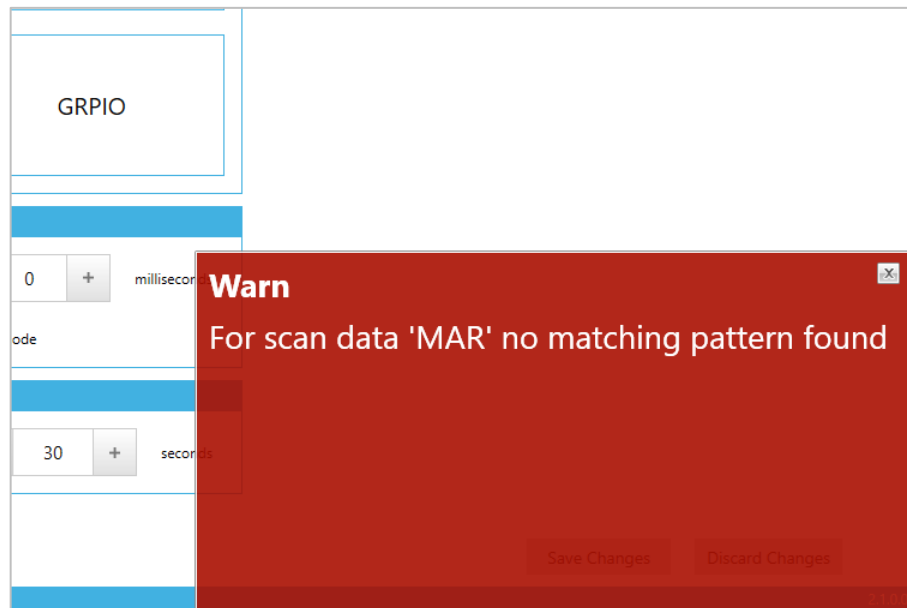 GRPIO
0 + milliseconds
Warn
For scan data 'MAR' no matching pattern found
ode
30 + seconds
Save Changes Discard Changes